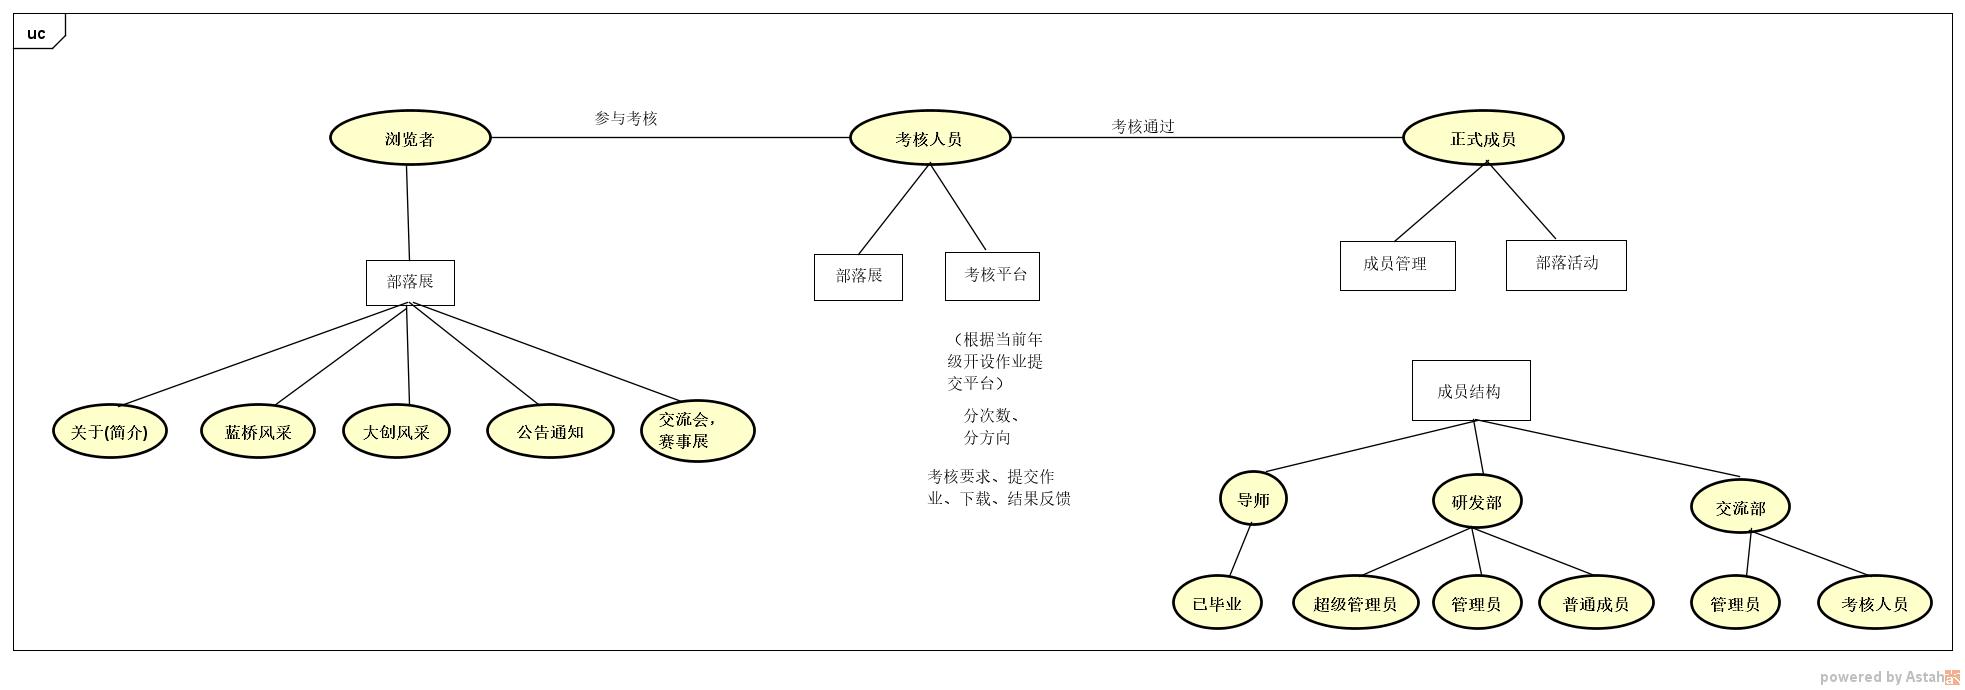 uc
参与考核
考核通过
浏览者
考核人员
正式成员
部落展
部落展
考核平台
成员管理
部落活动
（根据当前年
级开设作业提
交平台）
分次数、
分方向
考核要求、提交作
业、下载、结果反馈
关于(简介)
蓝桥风采
大创风采
公告通知
交流会，
赛事展
成员结构
导师
研发部
交流部
已毕业
超级管理员
管理员
普通成员
管理员
考核人员
powered by Astah